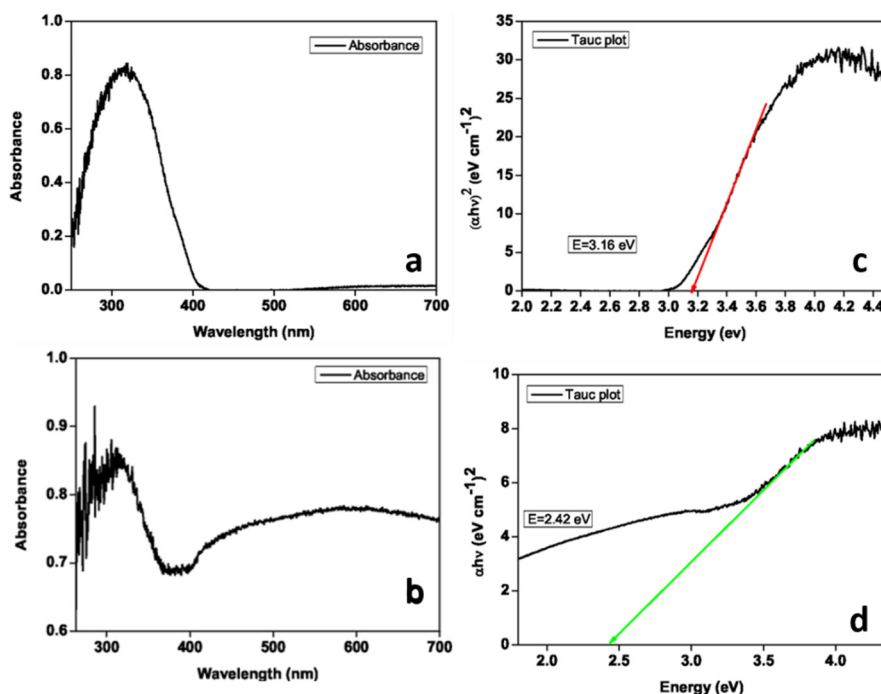 1.0
0.8
0.6
0.4
0.2
0.0
Absorbance
Absorbance
a
300 400 500 600 700
Wavelength (nm)
35
30
25
20
15
10
5
0
(αhν)2 (eV cm-1)2
Tauc plot
E=3.16 eV
c
2.0 2.2 2.4 2.6 2.8 3.0 3.2 3.4 3.6 3.8 4.0 4.2 4.4
Energy (ev)
1.0
0.9
0.8
0.7
0.6
Absorbance
Absorbance
b
300 400 500 600 700
Wavelength (nm)
10
8
6
4
2
0
αhν (eV cm-1)2
Tauc plot
E=2.42 eV
d
2.0 2.5 3.0 3.5 4.0
Energy (eV)